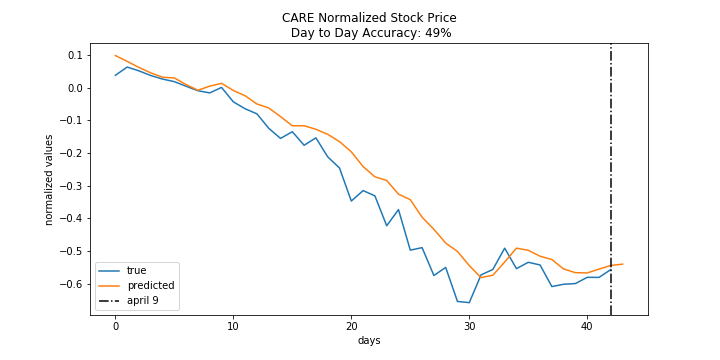 CARE Normalized Stock Price
Day to Day Accuracy: 49%
normalized values
0.1
0.0
−0.1
−0.2
−0.3
−0.4
−0.5
−0.6
true
predicted
april 9
0
10
20
30
40
days